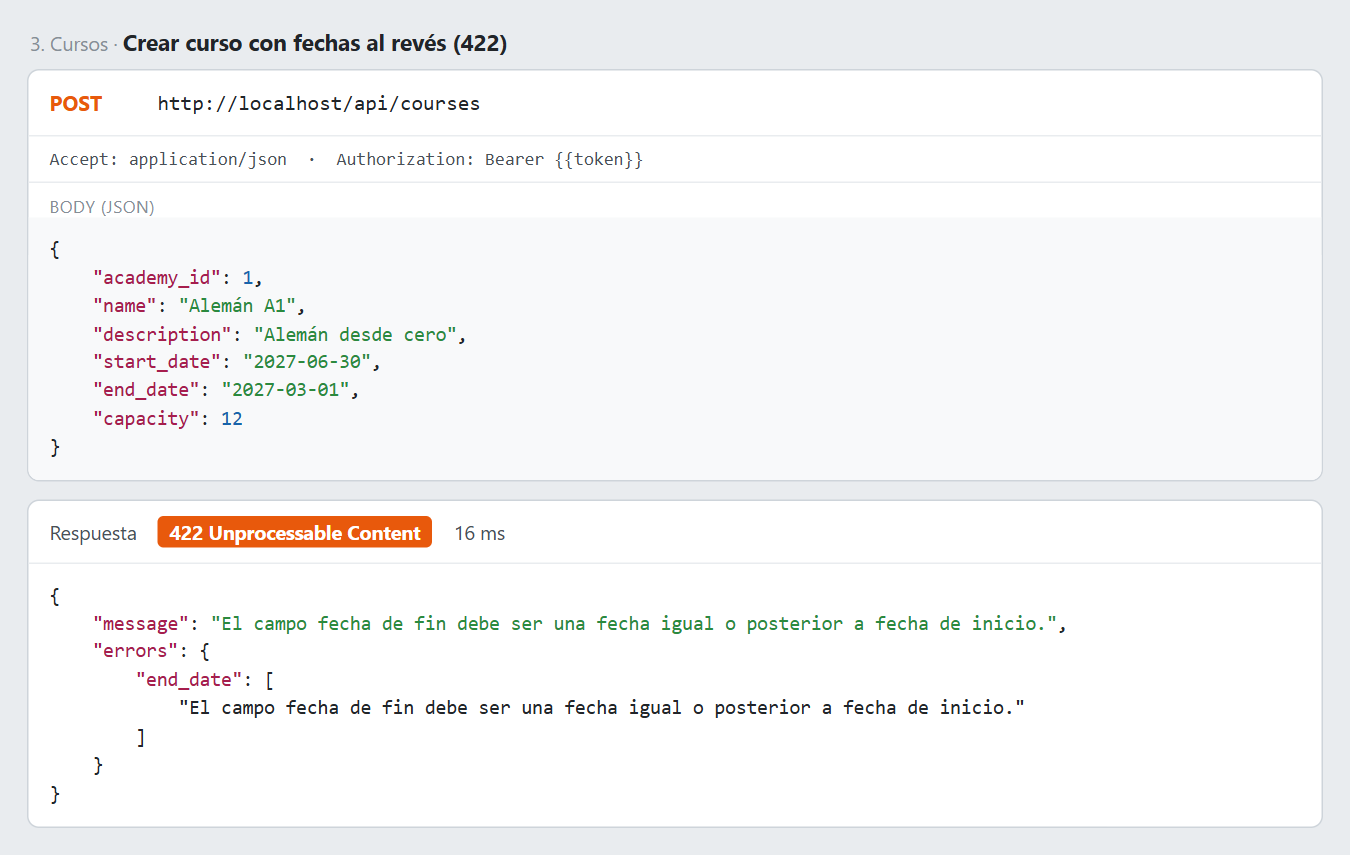 3. Cursos · Crear curso con fechas al revés (422)
POST http://localhost/api/courses
Accept: application/json · Authorization: Bearer {{token}}
BODY (JSON)
{
    "academy_id": 1,
    "name": "Alemán A1",
    "description": "Alemán desde cero",
    "start_date": "2027-06-30",
    "end_date": "2027-03-01",
    "capacity": 12
}
Respuesta 422 Unprocessable Content 16 ms
{
    "message": "El campo fecha de fin debe ser una fecha igual o posterior a fecha de inicio.",
    "errors": {
        "end_date": [
            "El campo fecha de fin debe ser una fecha igual o posterior a fecha de inicio."
        ]
    }
}